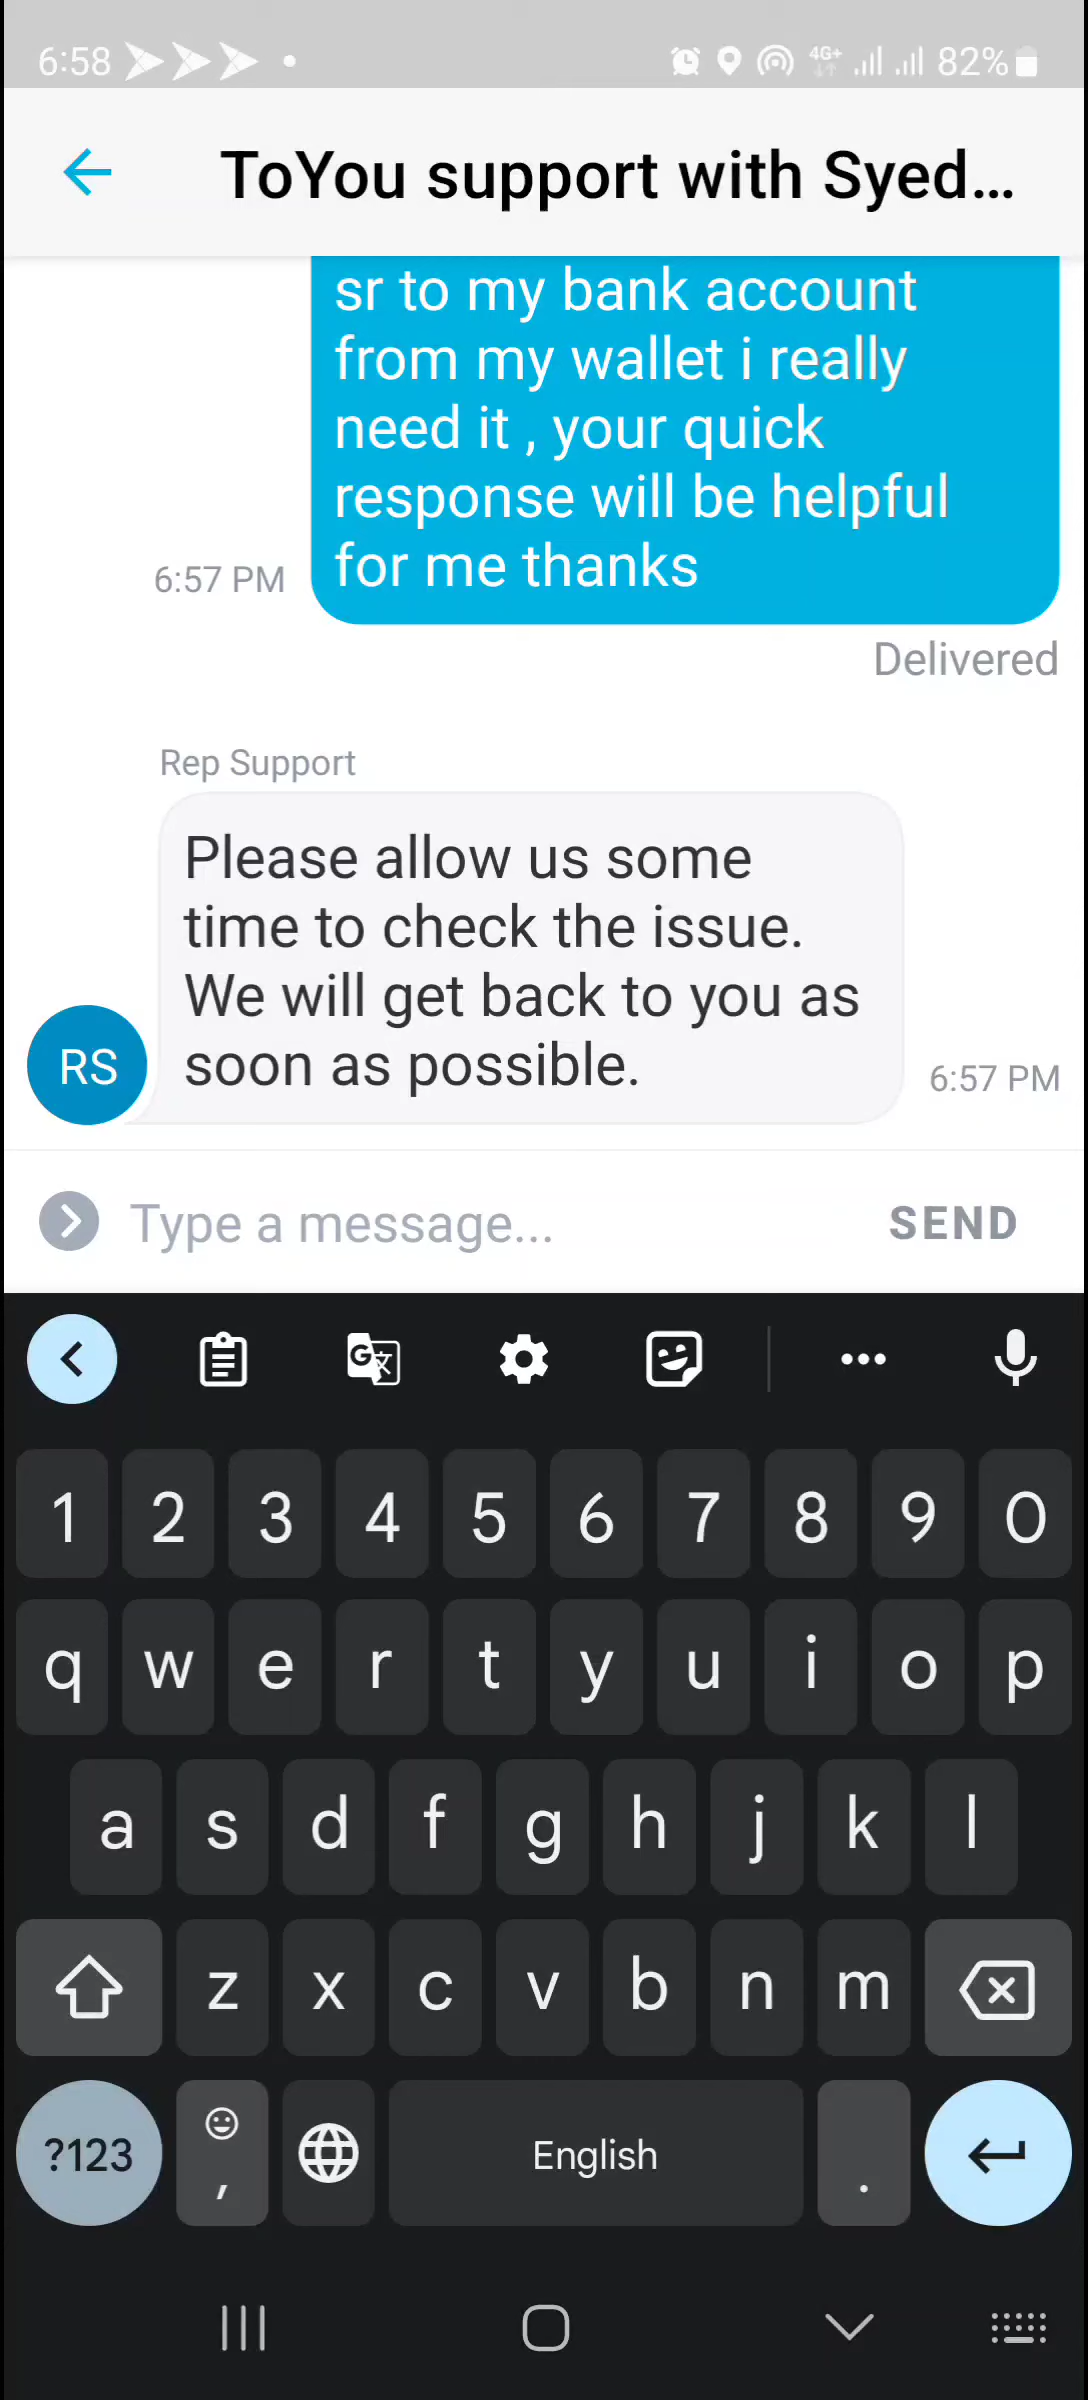 6:58
4G+
82%
ToYou support with Syed...
sr to my bank account
from my wallet i really
need it , your quick
response will be helpful
for me thanks
6:57 PM
Delivered
Rep Support
Please allow us some
time to check the issue.
We will get back to you as
soon as possible.
RS
6:57 PM
Type a message...
SEND
G文
1 2 3 4 5 6 7 8 9 0
q w e r t y u i o p
a s d f g h j k l
z x c v b n m
?123 , English .